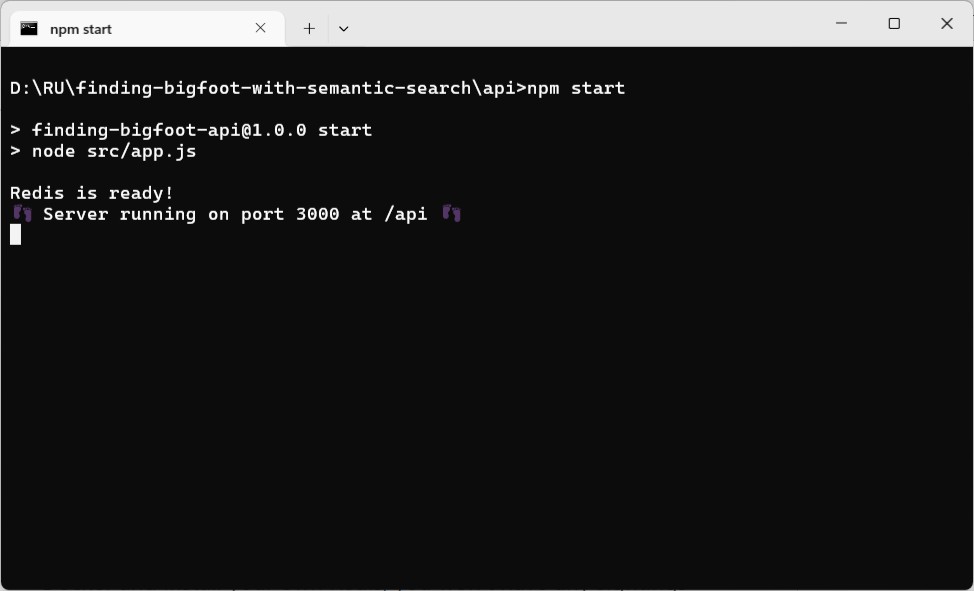 npm start
D:\RU\finding-bigfoot-with-semantic-search\api>npm start
> finding-bigfoot-api@1.0.0 start
> node src/app.js
Redis is ready!
👣 Server running on port 3000 at /api 👣